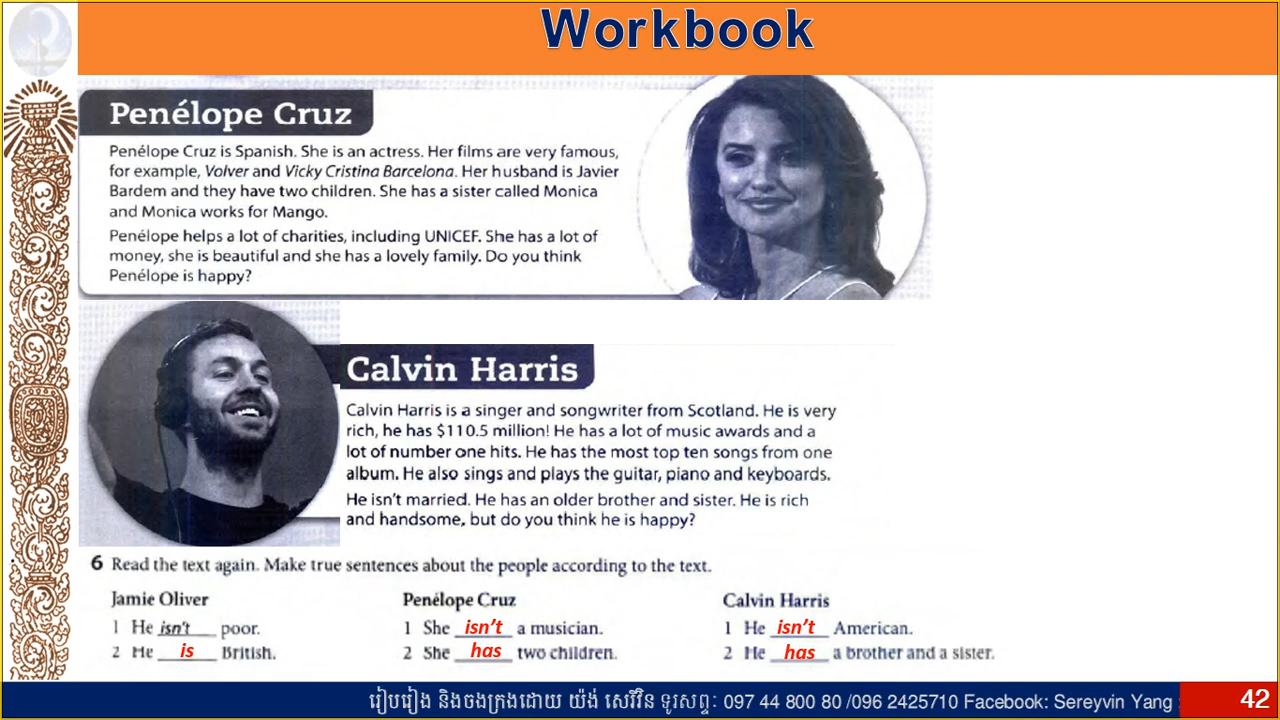 Workbook
Penélope Cruz
Penélope Cruz is Spanish. She is an actress. Her films are very famous,
for example, Volver and Vicky Cristina Barcelona. Her husband is Javier
Bardem and they have two children. She has a sister called Monica
and Monica works for Mango.
Penélope helps a lot of charities, including UNICEF. She has a lot of
money, she is beautiful and she has a lovely family. Do you think
Penélope is happy?
Calvin Harris
Calvin Harris is a singer and songwriter from Scotland. He is very
rich, he has $110.5 million! He has a lot of music awards and a
lot of number one hits. He has the most top ten songs from one
album. He also sings and plays the guitar, piano and keyboards.
He isn't married. He has an older brother and sister. He is rich
and handsome, but do you think he is happy?
6 Read the text again. Make true sentences about the people according to the text.
Jamie Oliver
1 He isn't poor.
2 He is British.
Penélope Cruz
1 She isn't a musician.
2 She has two children.
Calvin Harris
1 He isn't American.
2 He has a brother and a sister.
រៀបរៀង និងចងក្រងដោយ យ៉ង់ សេរីវិន ទូរសព្ទ: 097 44 800 80 /096 2425710 Facebook: Sereyvin Yang
42